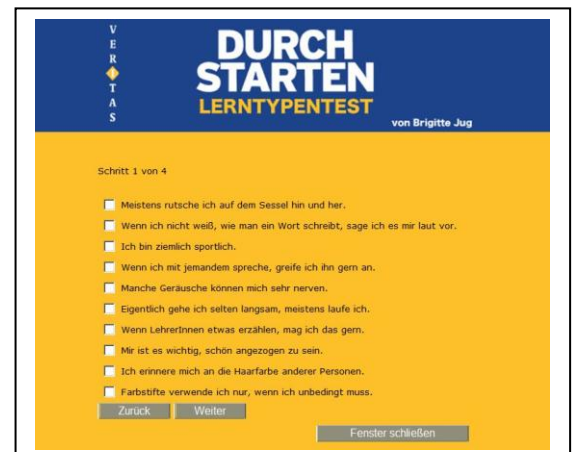 VERITAS
DURCH
STARTEN
LERNTYPENTEST
von Brigitte Jug
Schritt 1 von 4
Meistens rutsche ich auf dem Sessel hin und her.
Wenn ich nicht weiß, wie man ein Wort schreibt, sage ich es mir laut vor.
Ich bin ziemlich sportlich.
Wenn ich mit jemandem spreche, greife ich ihn gern an.
Manche Geräusche können mich sehr nerven.
Eigentlich gehe ich selten langsam, meistens laufe ich.
Wenn LehrerInnen etwas erzählen, mag ich das gern.
Mir ist es wichtig, schön angezogen zu sein.
Ich erinnere mich an die Haarfarbe anderer Personen.
Farbstifte verwende ich nur, wenn ich unbedingt muss.
Zurück Weiter
Fenster schließen